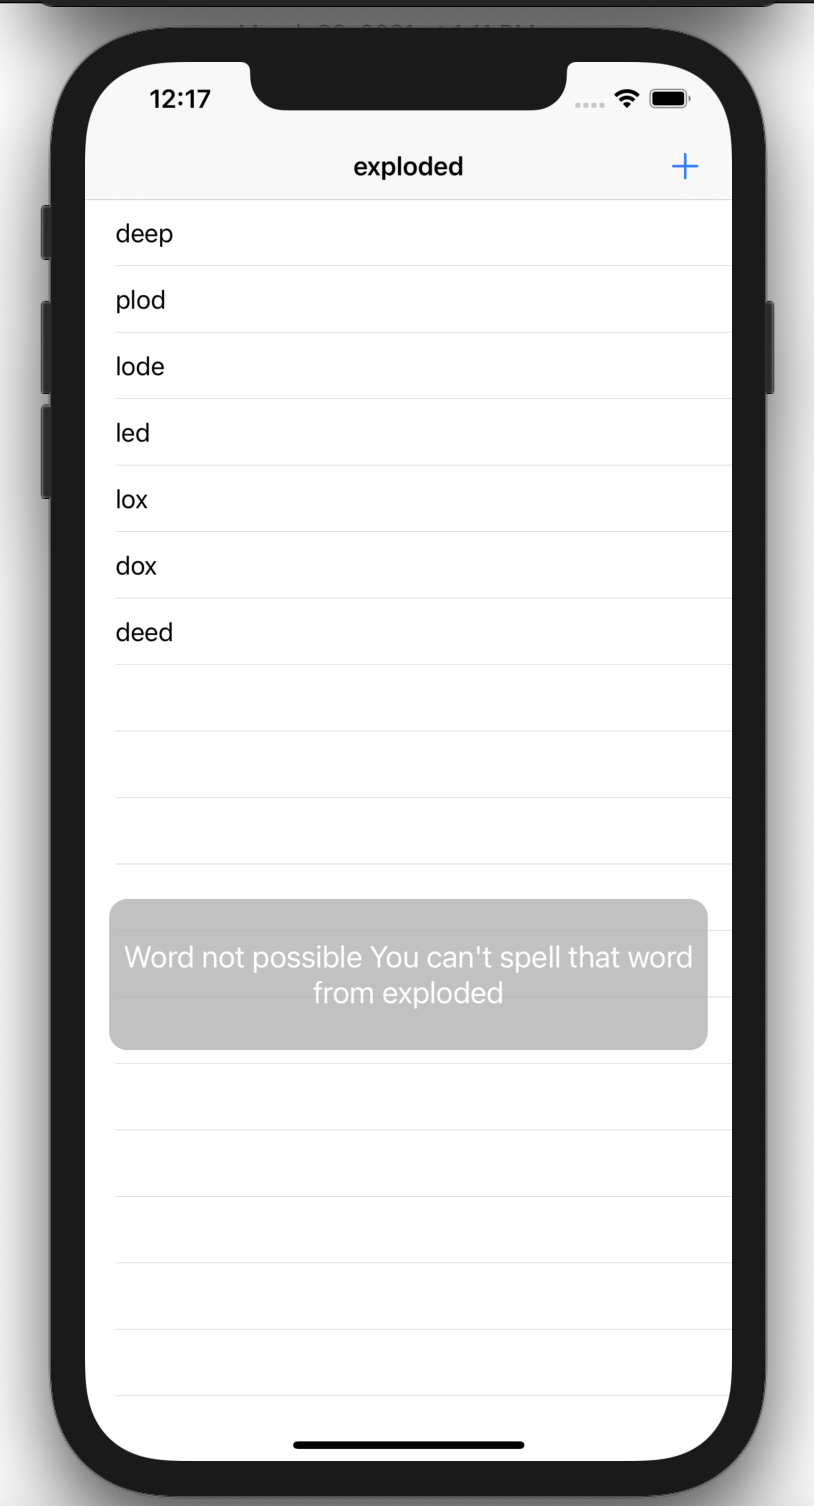 12:17
exploded
deep
plod
lode
led
lox
dox
deed
Word not possible You can't spell that word
from exploded